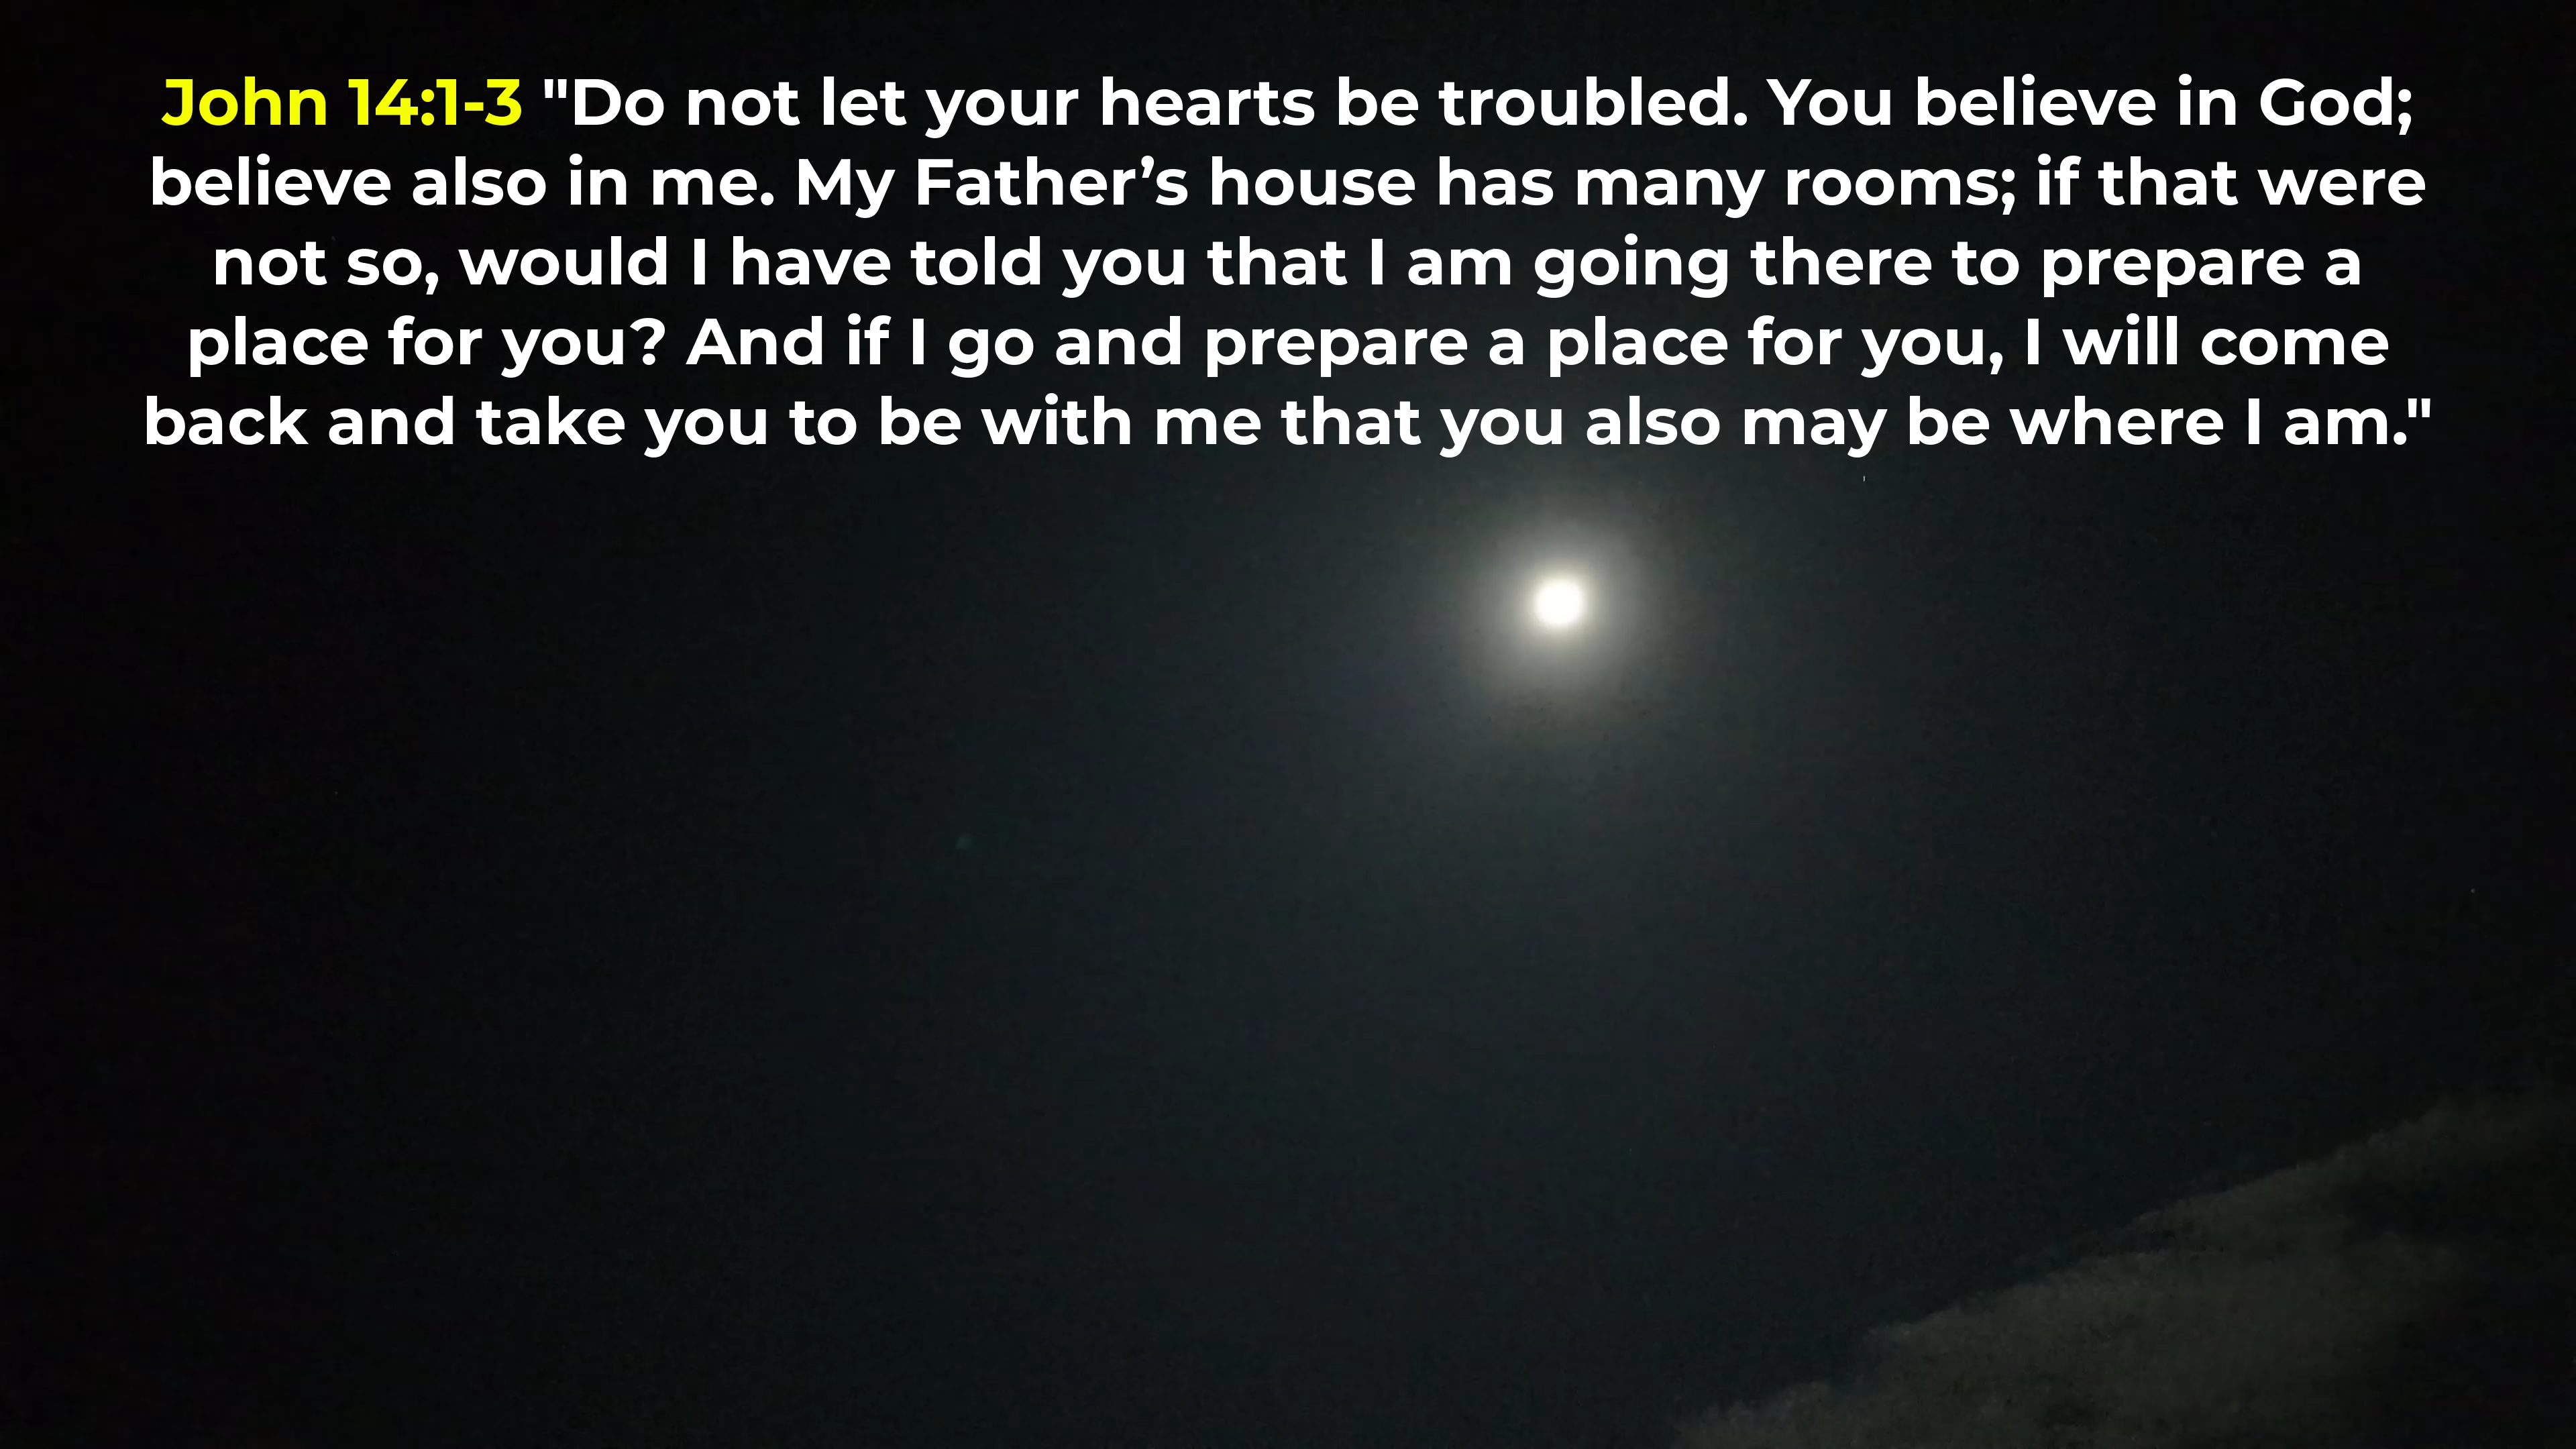 John 14:1-3 "Do not let your hearts be troubled. You believe in God;
believe also in me. My Father’s house has many rooms; if that were
not so, would I have told you that I am going there to prepare a
place for you? And if I go and prepare a place for you, I will come
back and take you to be with me that you also may be where I am."